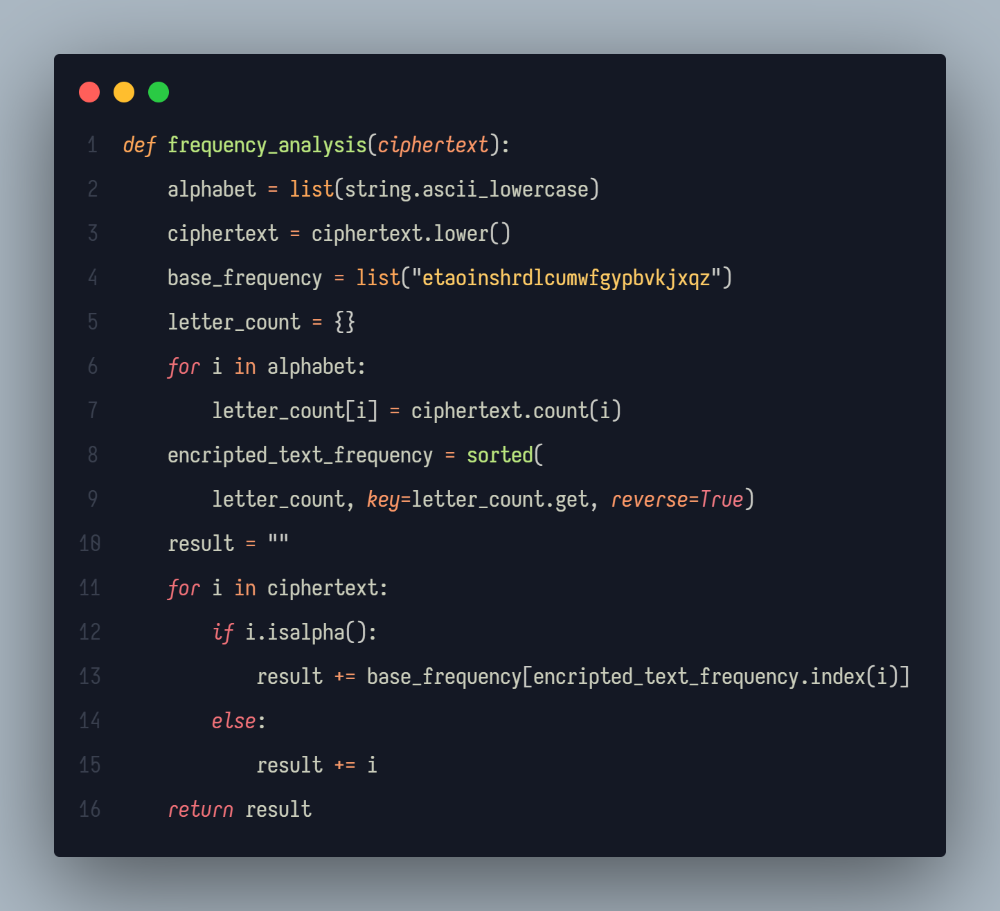 1 def frequency_analysis(ciphertext):
2     alphabet = list(string.ascii_lowercase)
3     ciphertext = ciphertext.lower()
4     base_frequency = list("etaoinshrdlcumwfgypbvkjxqz")
5     letter_count = {}
6     for i in alphabet:
7         letter_count[i] = ciphertext.count(i)
8     encripted_text_frequency = sorted(
9         letter_count, key=letter_count.get, reverse=True)
10     result = ""
11     for i in ciphertext:
12         if i.isalpha():
13             result += base_frequency[encripted_text_frequency.index(i)]
14         else:
15             result += i
16     return result